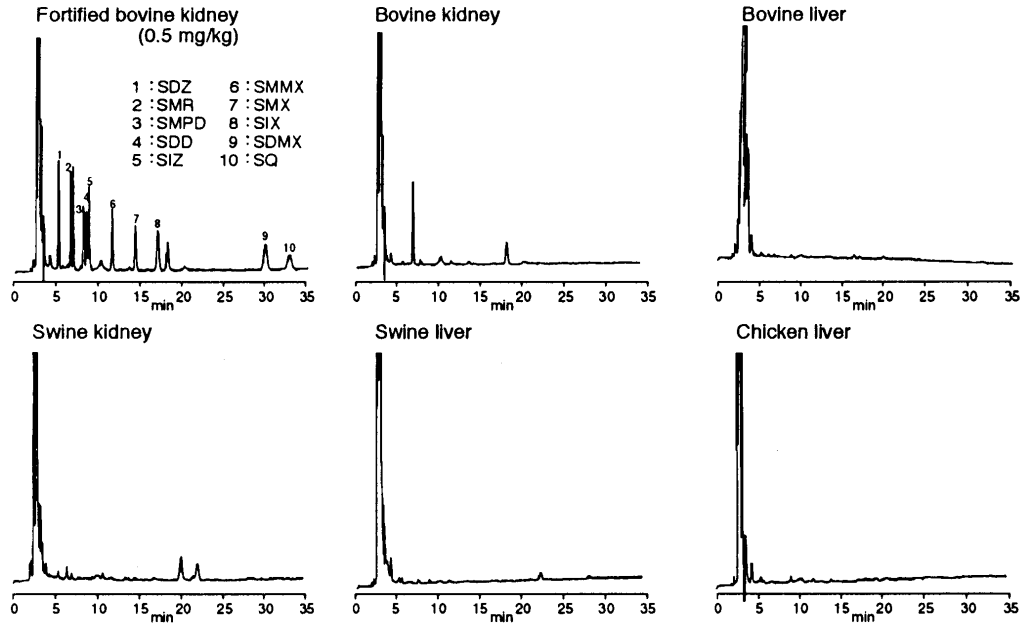 Fortified bovine kidney
(0.5 mg/kg)
1 : SDZ 6 : SMMX
2 : SMR 7 : SMX
3 : SMPD 8 : SIX
4 : SDD 9 : SDMX
5 : SIZ 10 : SQ
1
2
3
4
5
6
7
8
9
10
0 5 10 15 20 25 30 35
min
Bovine kidney
0 5 10 15 20 25 30 35
min
Bovine liver
0 5 10 15 20 25 30 35
min
Swine kidney
0 5 10 15 20 25 30 35
min
Swine liver
0 5 10 15 20 25 30 35
min
Chicken liver
0 5 10 15 20 25 30 35
min